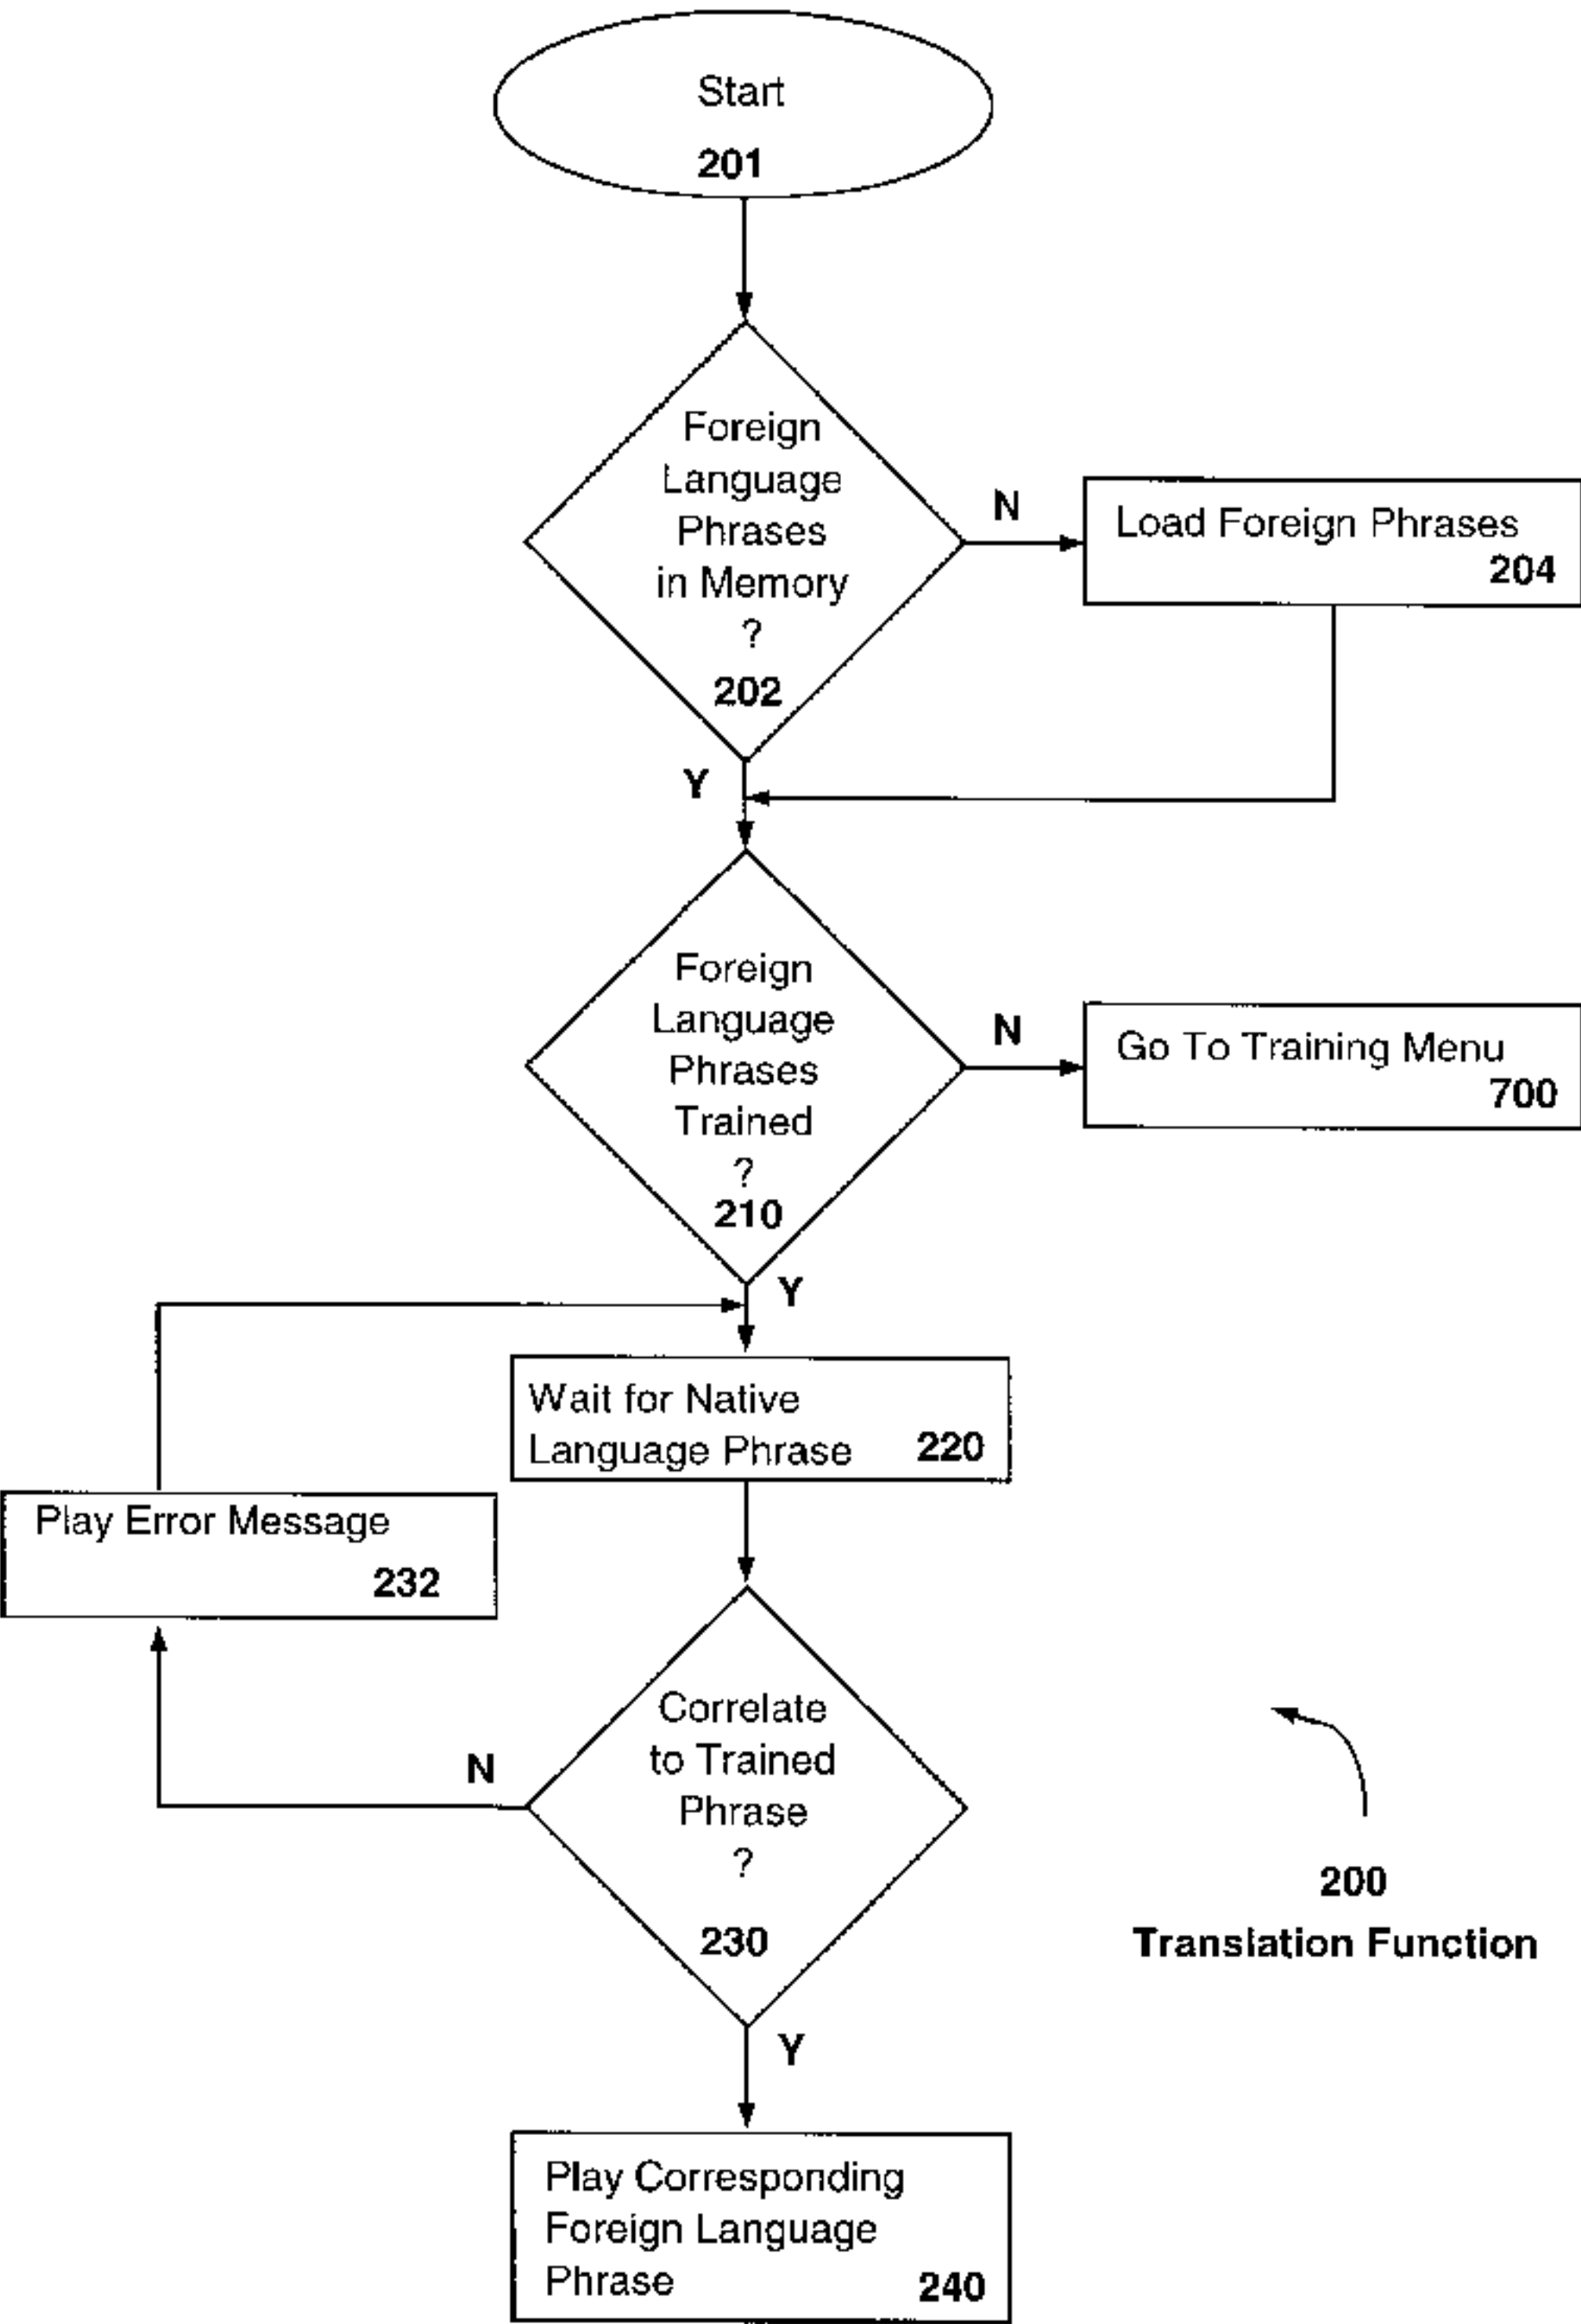 Start
201
Foreign
Language
Phrases
in Memory
?
202
N
Load Foreign Phrases
204
Y
Foreign
Language
Phrases
Trained
?
210
N
Go To Training Menu
700
Y
Wait for Native
Language Phrase 220
Play Error Message
232
Correlate
to Trained
Phrase
?
230
N
200
Translation Function
Y
Play Corresponding
Foreign Language
Phrase 240